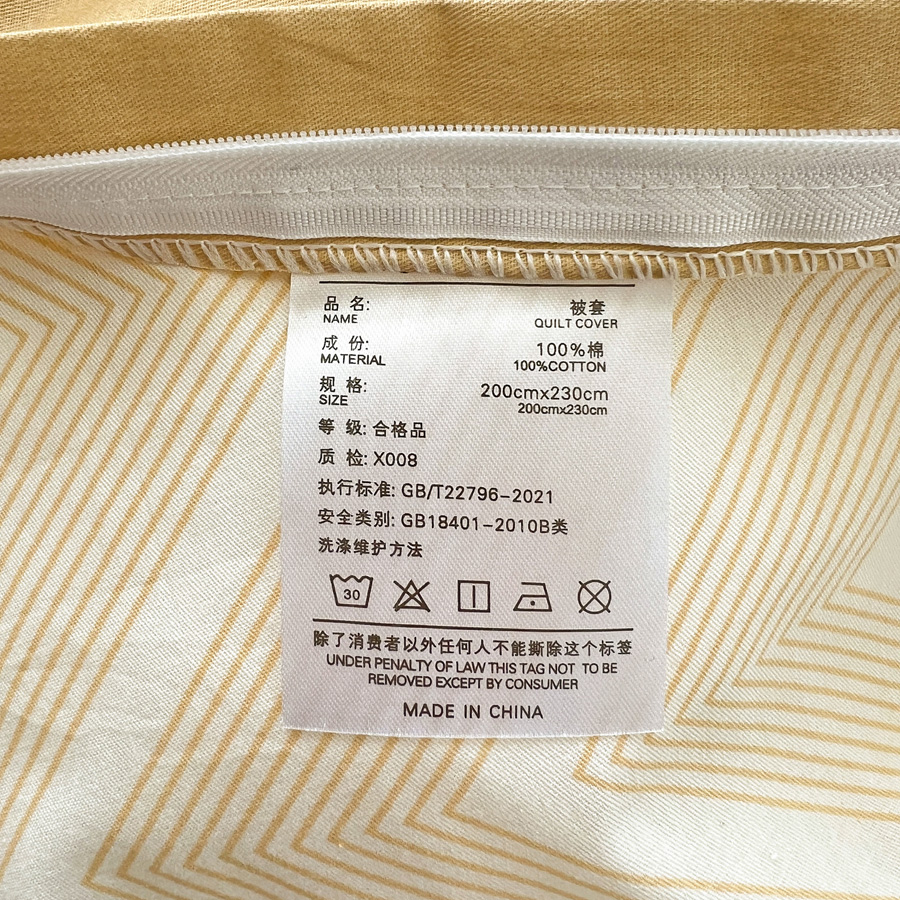 品 名: 被套
NAME QUILT COVER
成 份: 100%棉
MATERIAL 100%COTTON
规 格: 200cmx230cm
SIZE 200cmx230cm
等 级: 合格品
质 检: X008
执行标准: GB/T22796-2021
安全类别: GB18401-2010B类
洗涤维护方法
30
除了消费者以外任何人不能撕除这个标签
UNDER PENALTY OF LAW THIS TAG NOT TO BE
REMOVED EXCEPT BY CONSUMER
MADE IN CHINA